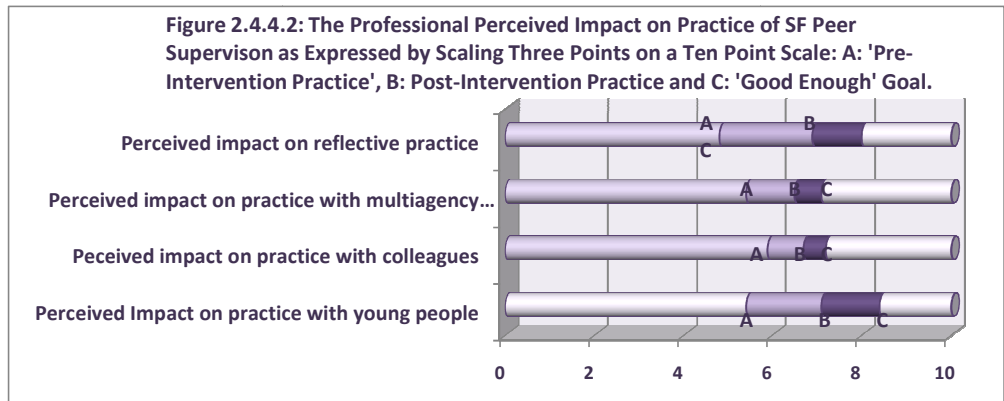 Figure 2.4.4.2: The Professional Perceived Impact on Practice of SF Peer
Supervison as Expressed by Scaling Three Points on a Ten Point Scale: A: 'Pre-
Intervention Practice', B: Post-Intervention Practice and C: 'Good Enough' Goal.
Perceived impact on reflective practice
A B
C
Perceived impact on practice with multiagency…
A B C
Peceived impact on practice with colleagues
A B C
Perceived Impact on practice with young people
A B C
0 2 4 6 8 10